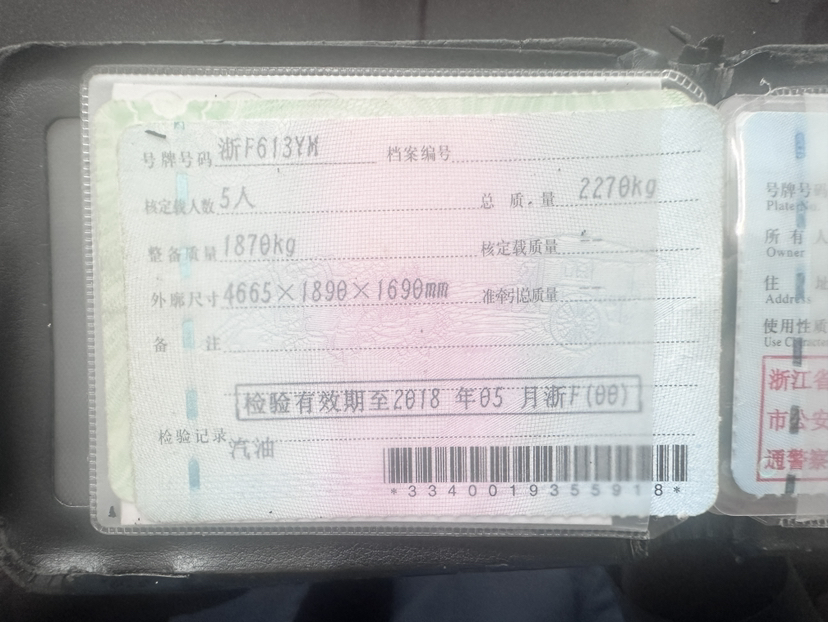 号牌号码 浙F613YM 档案编号
核定载人数 5人 总质量 2270kg
整备质量 1870kg 核定载质量 --
外廓尺寸 4665×1890×1690mm 准牵引总质量 --
备注
检验有效期至2018 年05 月浙F(00)
检验记录
汽油
*3340019355918*
号牌号码
Plate No.
所有人
Owner
住址
Address
使用性质
浙江省
市公安
通警察